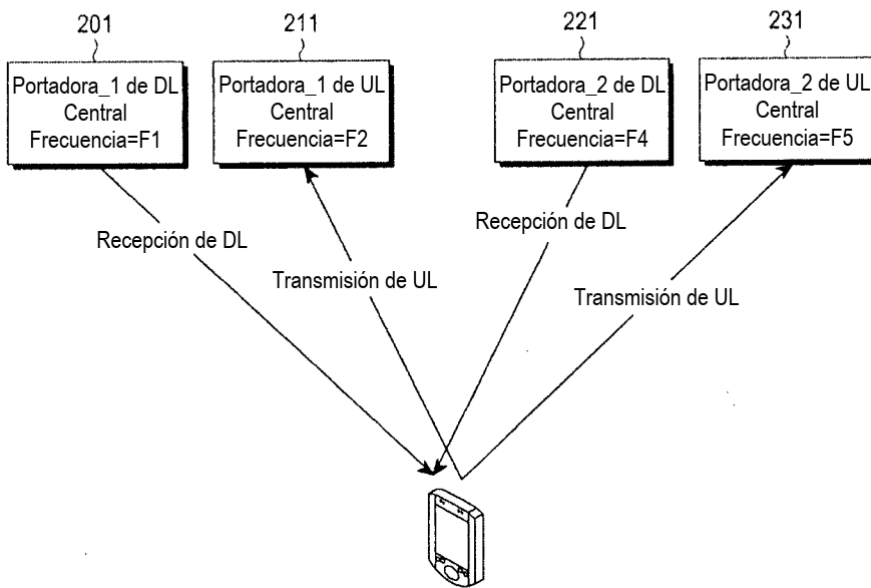 201
211
221
231
Portadora_1 de DL
Central
Frecuencia=F1
Portadora_1 de UL
Central
Frecuencia=F2
Portadora_2 de DL
Central
Frecuencia=F4
Portadora_2 de UL
Central
Frecuencia=F5
Recepción de DL
Transmisión de UL
Recepción de DL
Transmisión de UL